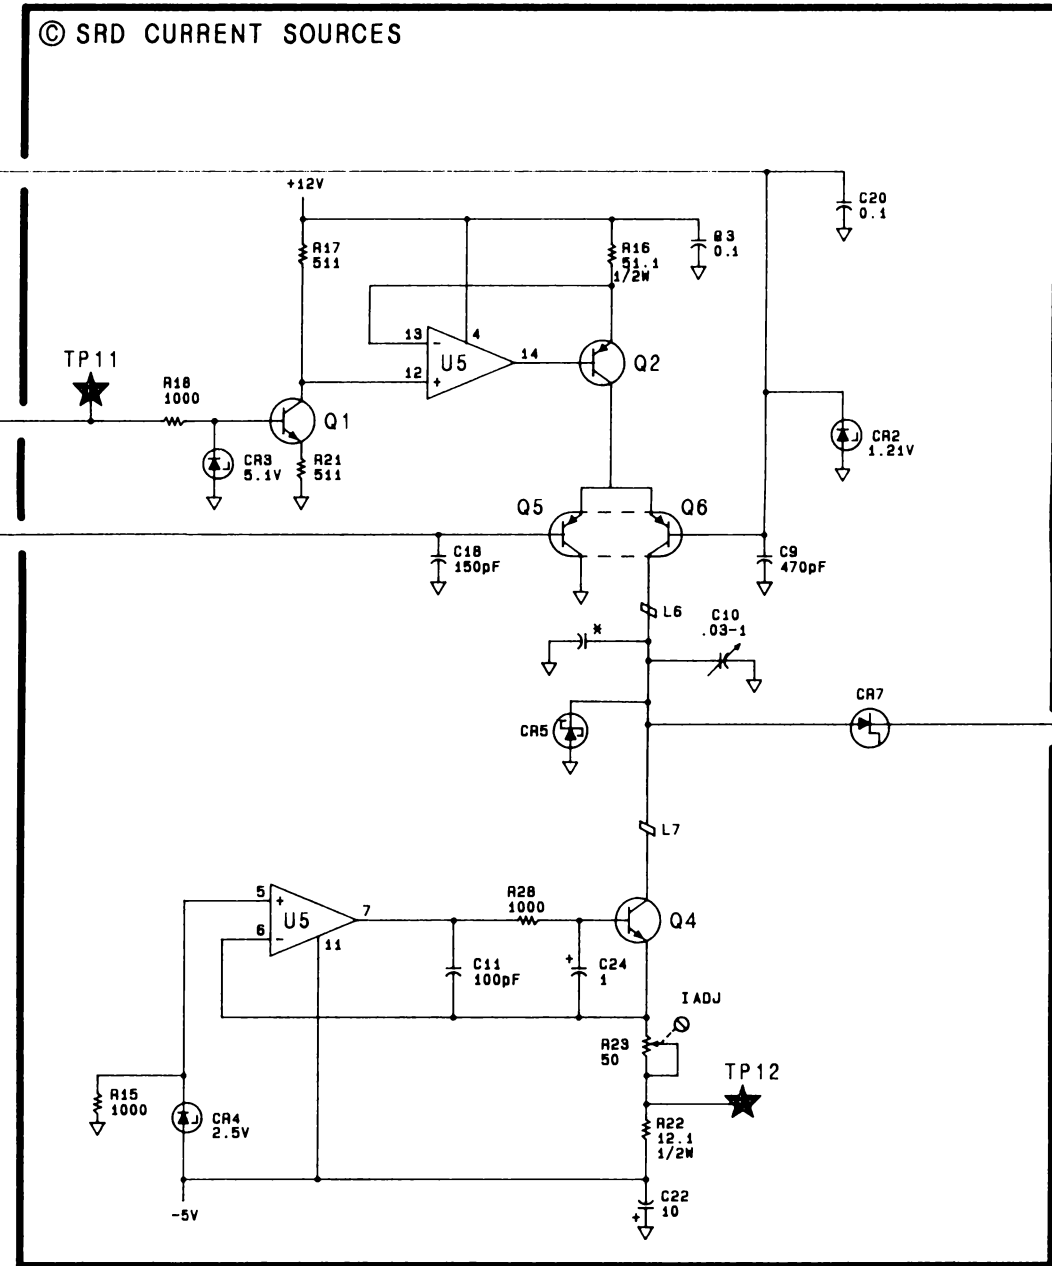 © SRD CURRENT SOURCES
+12V
C20
0.1
R17
511
R16
51.1
1/2W
0.1
13
4
U5
14
12
Q2
TP11
R18
1000
Q1
CR3
5.1V
R21
511
CR2
1.21V
Q5
Q6
C18
150pF
C9
470pF
L6
*
C10
.03-1
CR5
CR7
L7
5
+
U5
7
6
-
11
R28
1000
Q4
C11
100pF
+
C24
1
I ADJ
R23
50
TP12
R15
1000
CR4
2.5V
R22
12.1
1/2W
-5V
C22
10
+